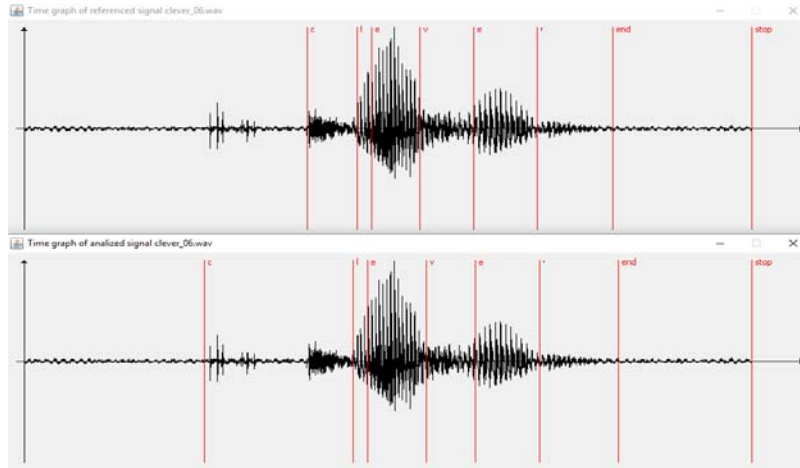 Time graph of referenced signal clever_06.wav
c l e v e r end stop
Time graph of analized signal clever_06.wav
c l e v e r end stop